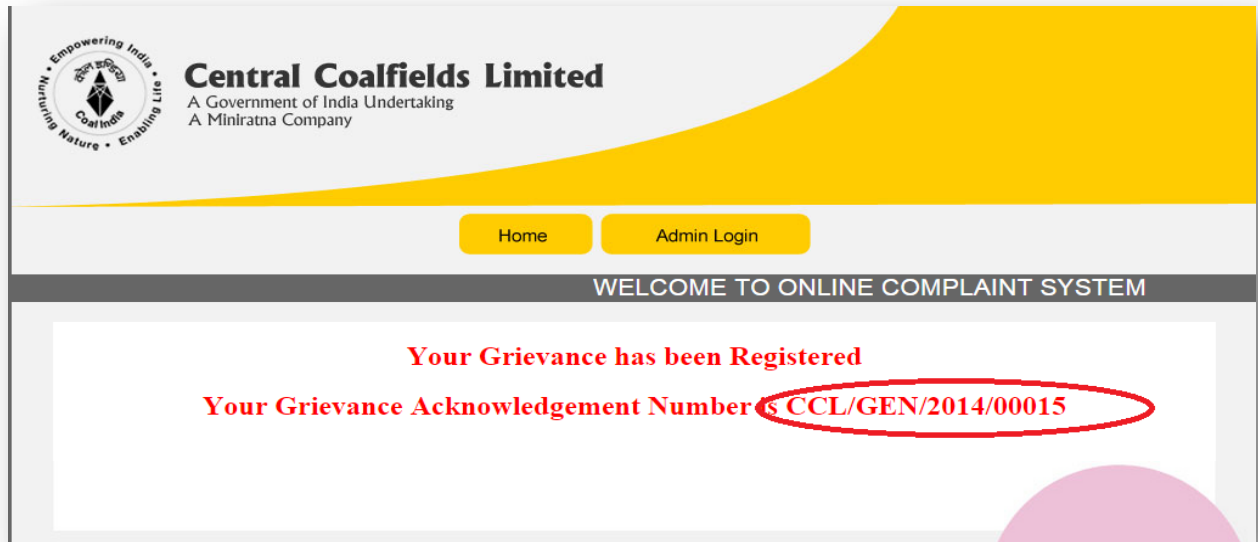 Empowering India • Enabling Life • Nurturing Nature •
कोल इण्डिया
Coal India
Central Coalfields Limited
A Government of India Undertaking
A Miniratna Company
Home
Admin Login
WELCOME TO ONLINE COMPLAINT SYSTEM
Your Grievance has been Registered
Your Grievance Acknowledgement Number is CCL/GEN/2014/00015